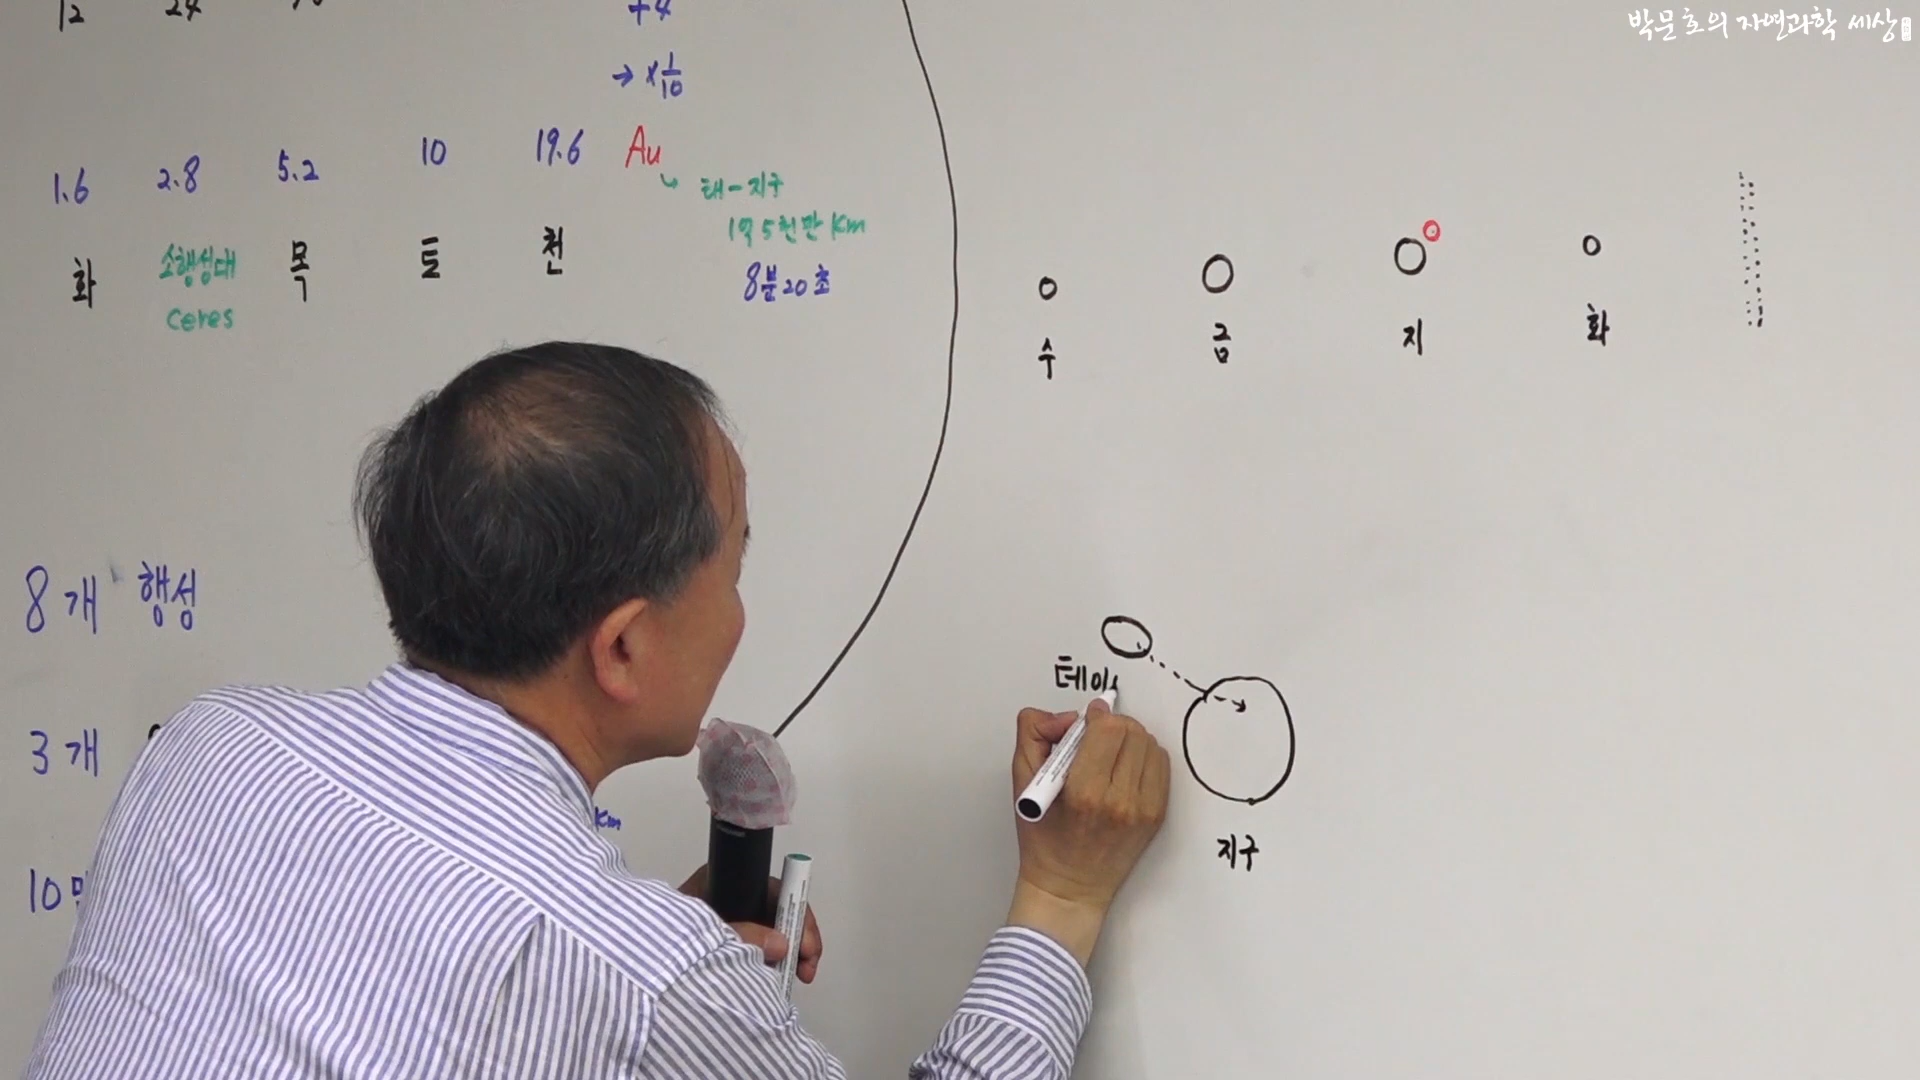 박문호의 자연과학 세상
12 24
+4
→ × 1/10
1.6 2.8 5.2 10 19.6 Au
태-지구
1억 5천만 Km
8분 20초
화 소행성대 목 토 천
Ceres
수 금 지 화
8개 행성
3개
Km
10만
테이
지구